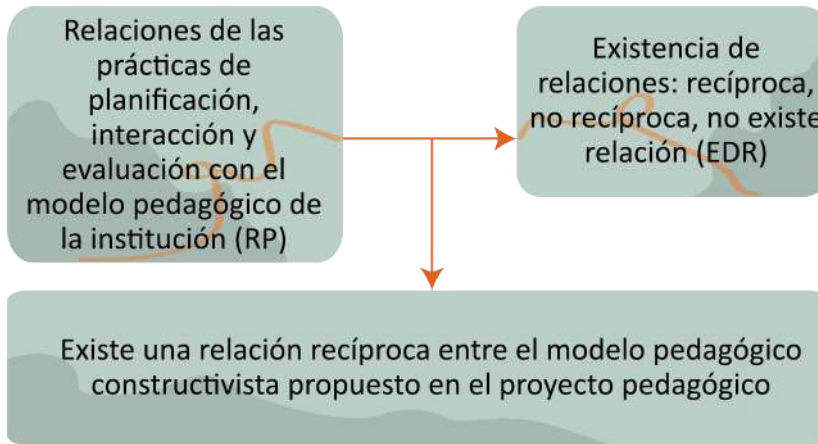 Relaciones de las
prácticas de
planificación,
interacción y
evaluación con el
modelo pedagógico de
la institución (RP)
Existencia de
relaciones: recíproca,
no recíproca, no existe
relación (EDR)
Existe una relación recíproca entre el modelo pedagógico
constructivista propuesto en el proyecto pedagógico